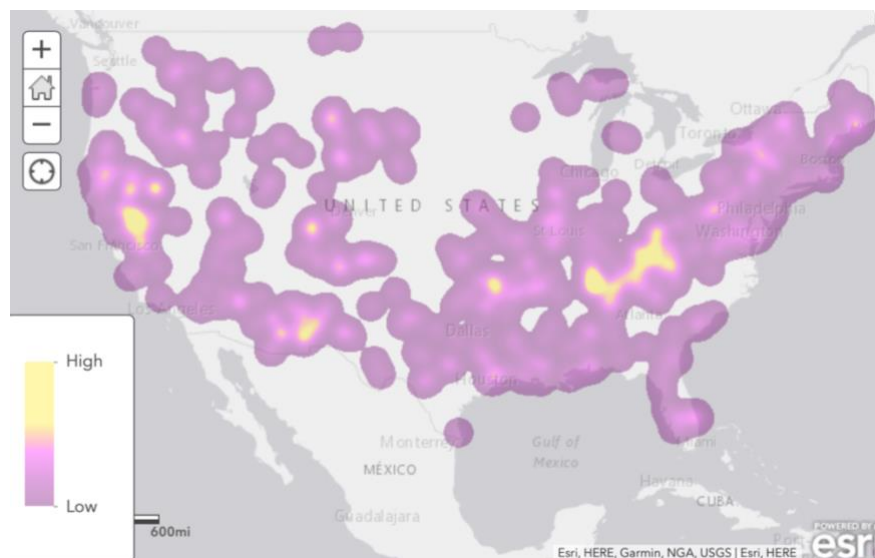 Vancouver
+
Seattle
−
Ottawa
Toronto
Boston
Chicago
Detroit
UNITED STATES
Denver
Philadelphia
St Louis
Washington
San Francisco
Los Angeles
Atlanta
Dallas
High
Houston
Monterrey
Miami
Gulf of
Mexico
MÉXICO
Havana
CUBA
Low
Guadalajara
600mi
POWERED BY
esri
Esri, HERE, Garmin, NGA, USGS | Esri, HERE